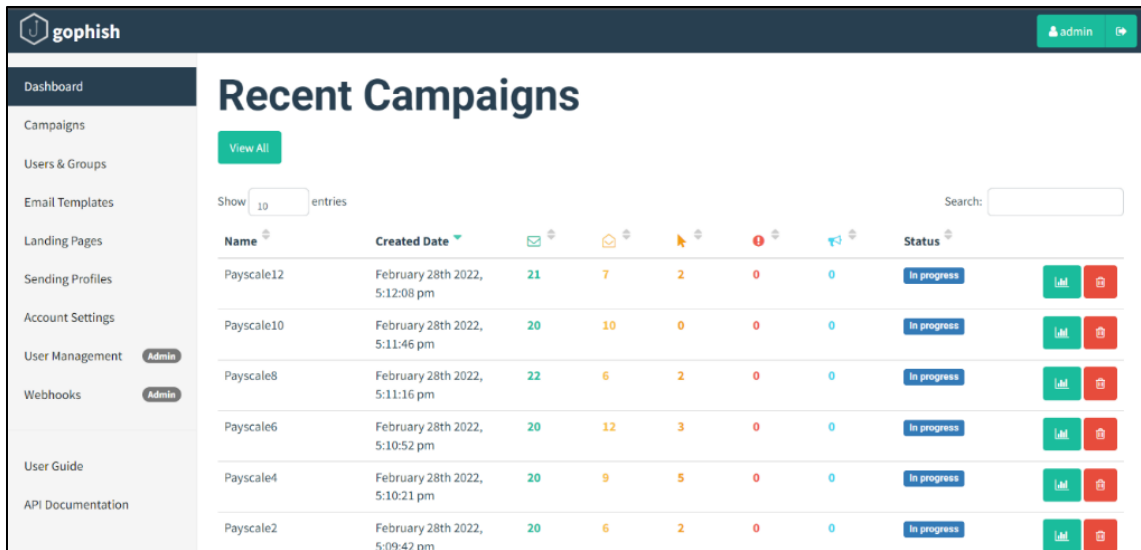 gophish
admin
Dashboard
Campaigns
Users & Groups
Email Templates
Landing Pages
Sending Profiles
Account Settings
User Management Admin
Webhooks Admin
User Guide
API Documentation
Recent Campaigns
View All
Show 10 entries
Search:
Name Created Date Status
Payscale12 February 28th 2022, 21 7 2 0 0 In progress
5:12:08 pm
Payscale10 February 28th 2022, 20 10 0 0 0 In progress
5:11:46 pm
Payscale8 February 28th 2022, 22 6 2 0 0 In progress
5:11:16 pm
Payscale6 February 28th 2022, 20 12 3 0 0 In progress
5:10:52 pm
Payscale4 February 28th 2022, 20 9 5 0 0 In progress
5:10:21 pm
Payscale2 February 28th 2022, 20 6 2 0 0 In progress
5:09:42 pm